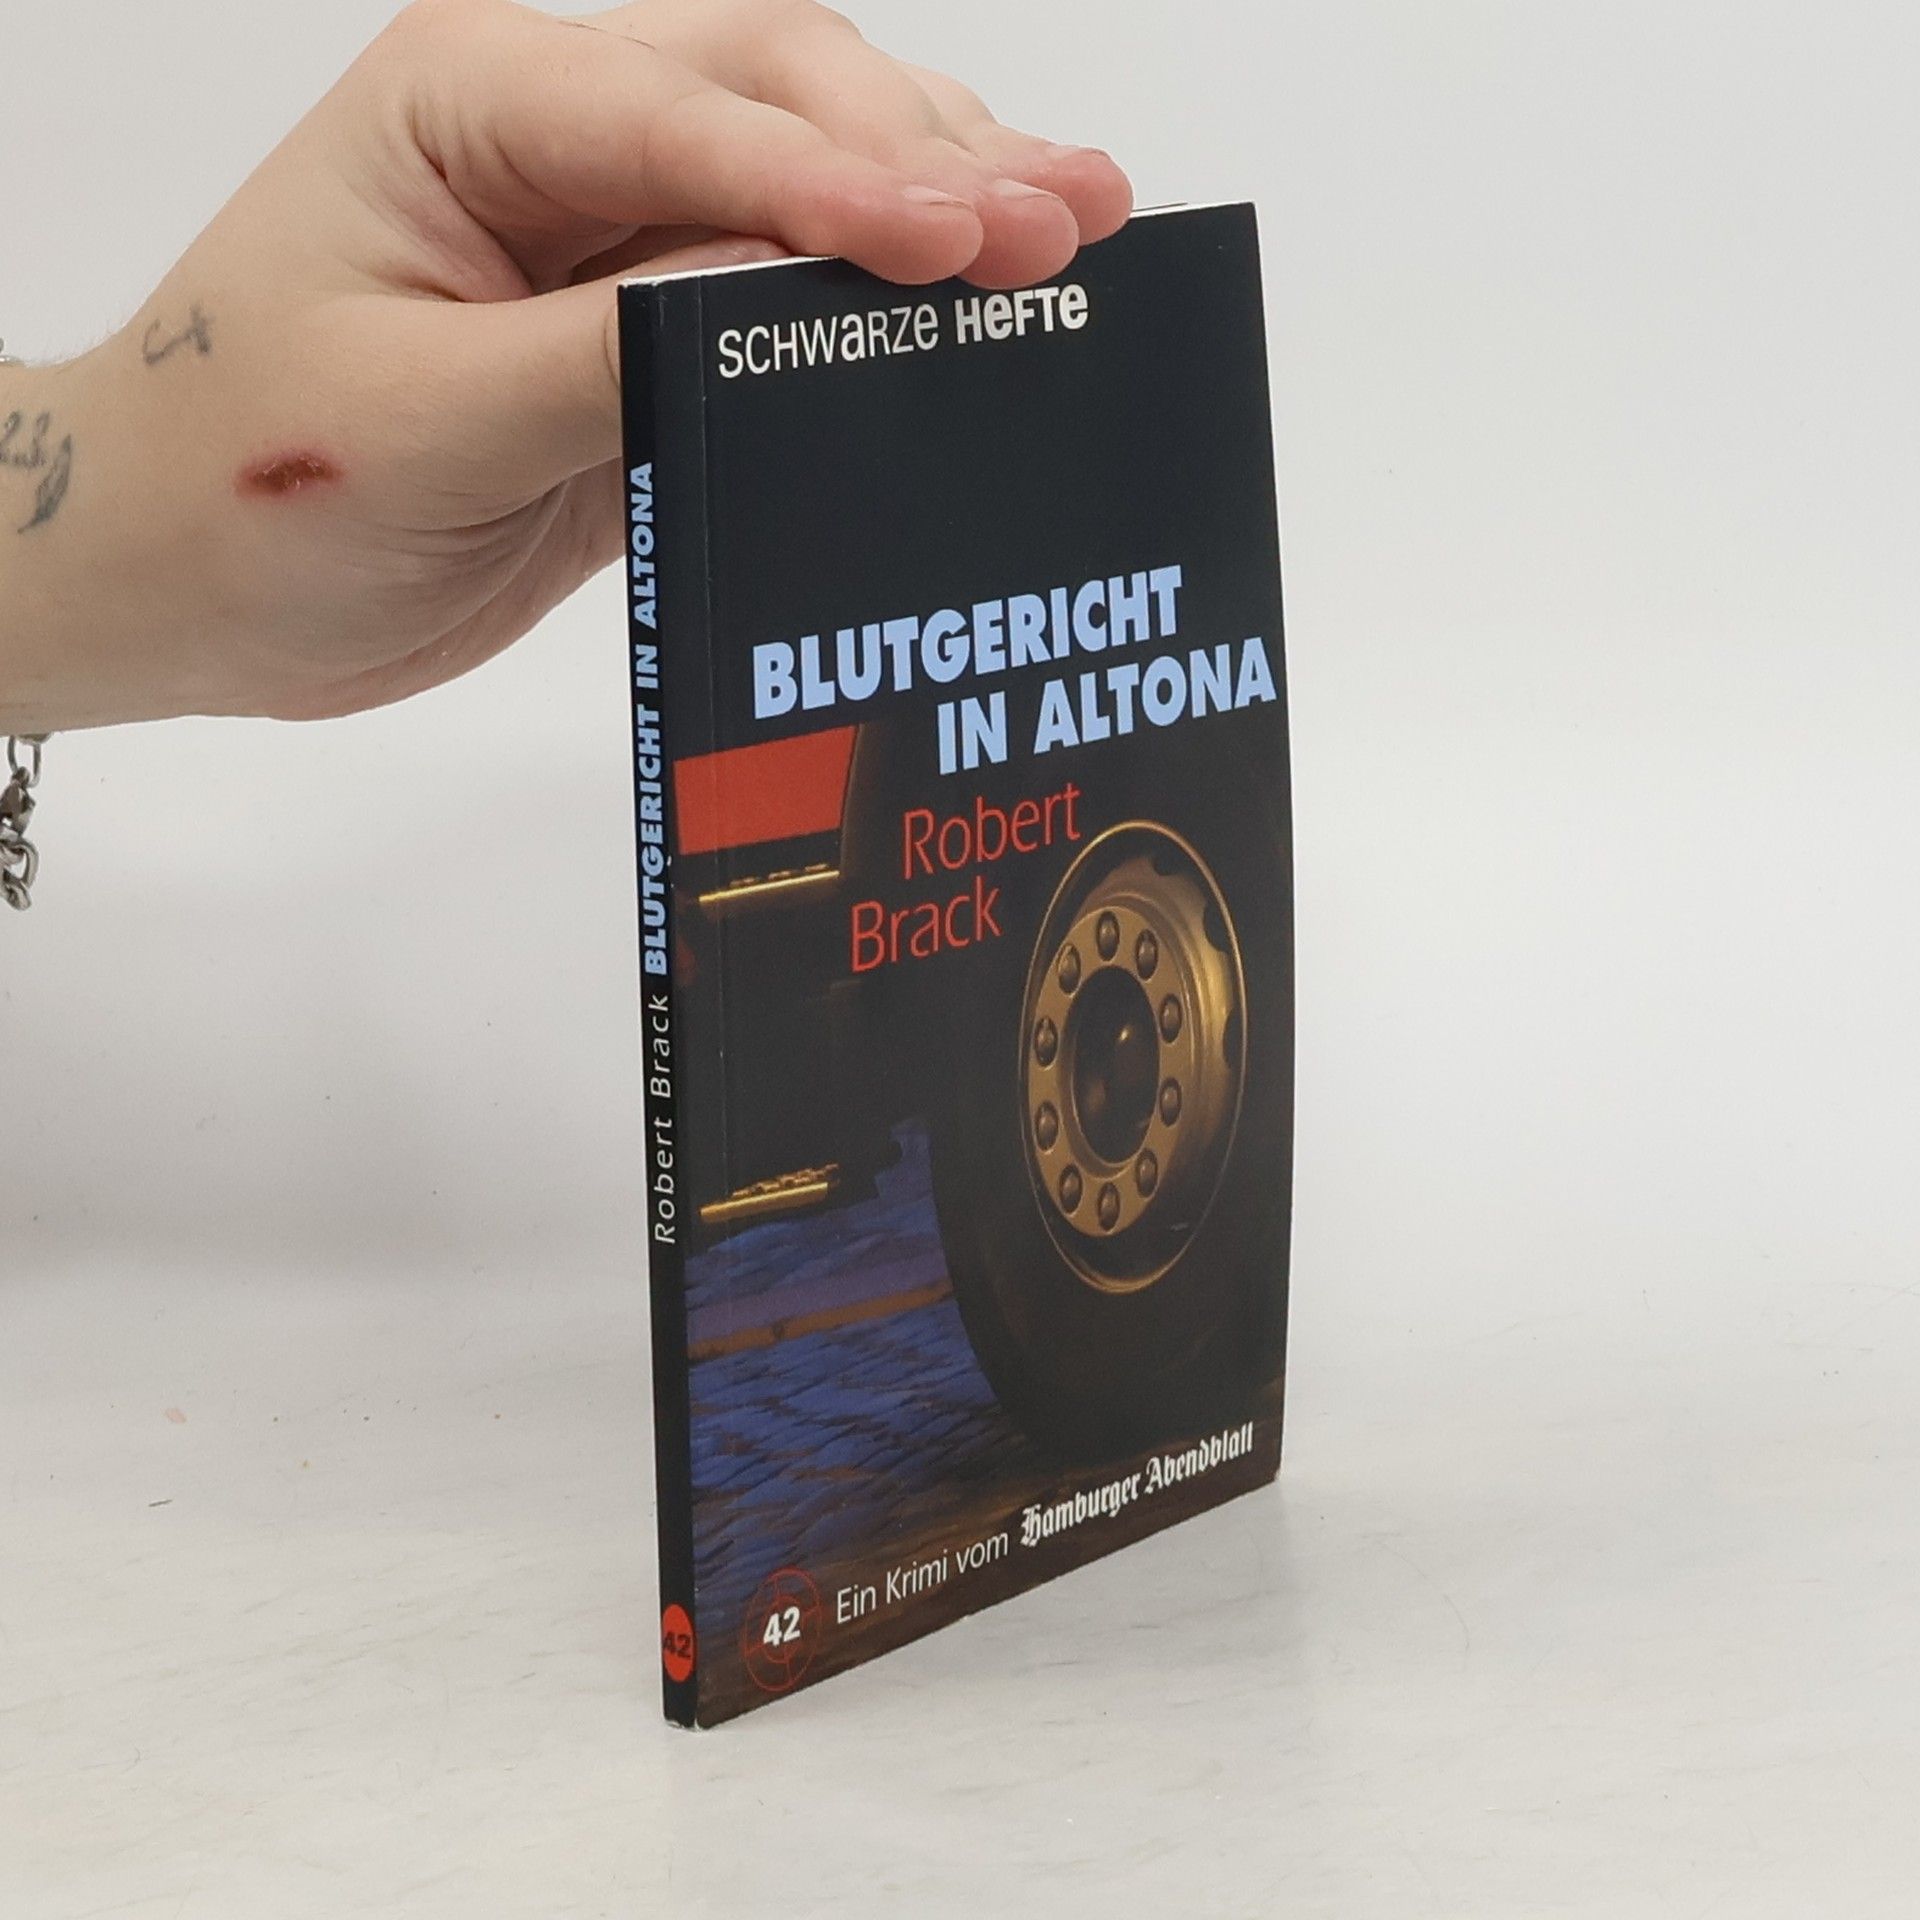 SCHWARZE HEFTE
BLUTGERICHT
IN ALTONA
Robert
Brack
42 Ein Krimi vom Hamburger Abendblatt
Robert Brack BLUTGERICHT IN ALTONA
42